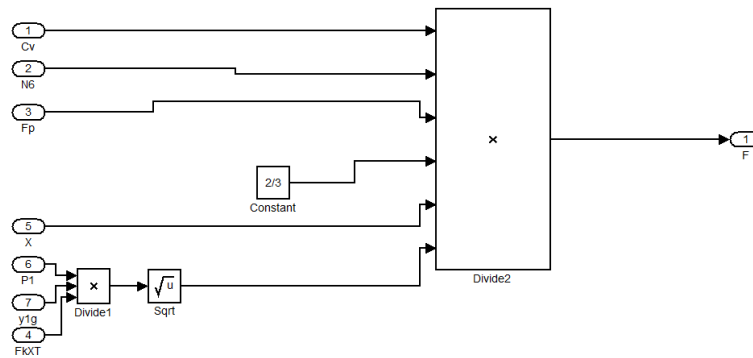 1
Cv
2
N6
3
Fp
×
1
F
2/3
Constant
5
X
6
P1
×
√u
7
y1g
Divide1
Sqrt
Divide2
4
FkXT